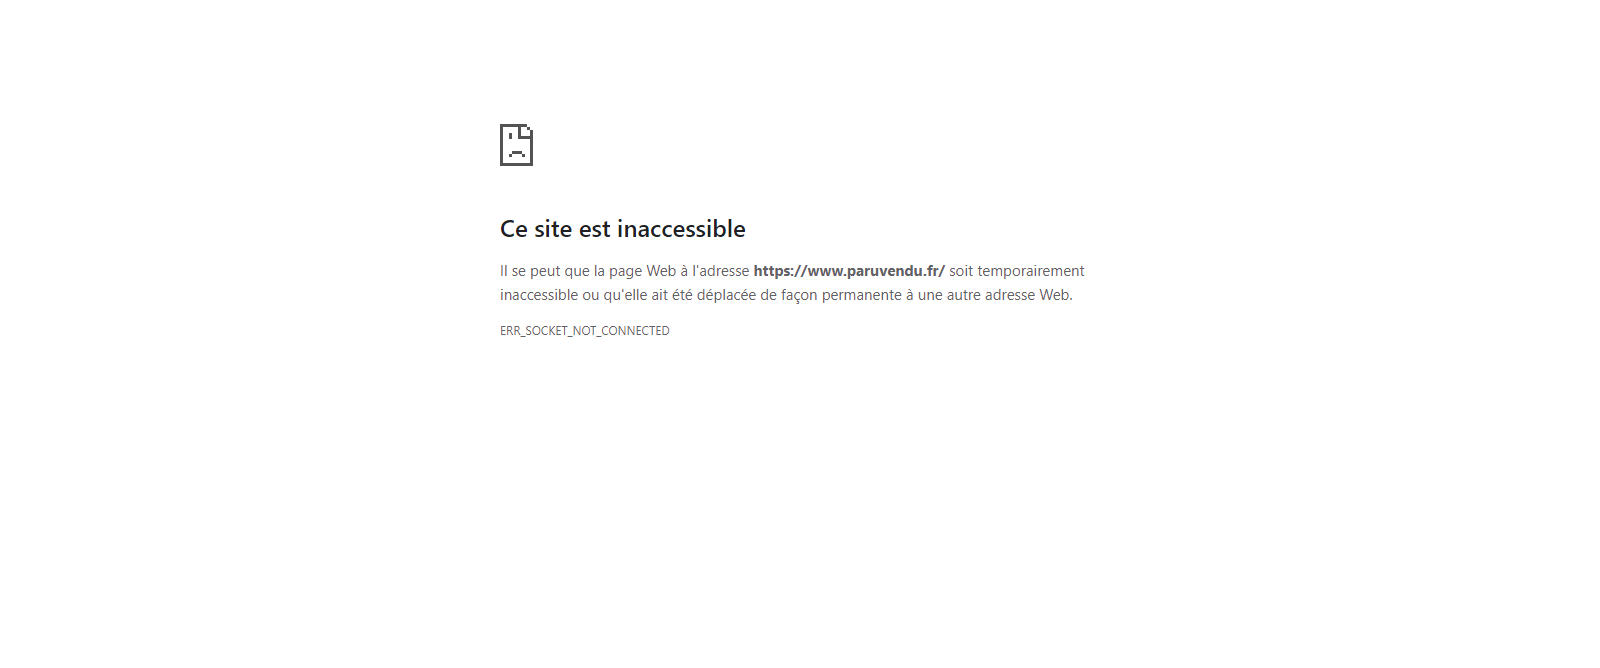 Ce site est inaccessible
Il se peut que la page Web à l'adresse https://www.paruvendu.fr/ soit temporairement
inaccessible ou qu'elle ait été déplacée de façon permanente à une autre adresse Web.
ERR_SOCKET_NOT_CONNECTED